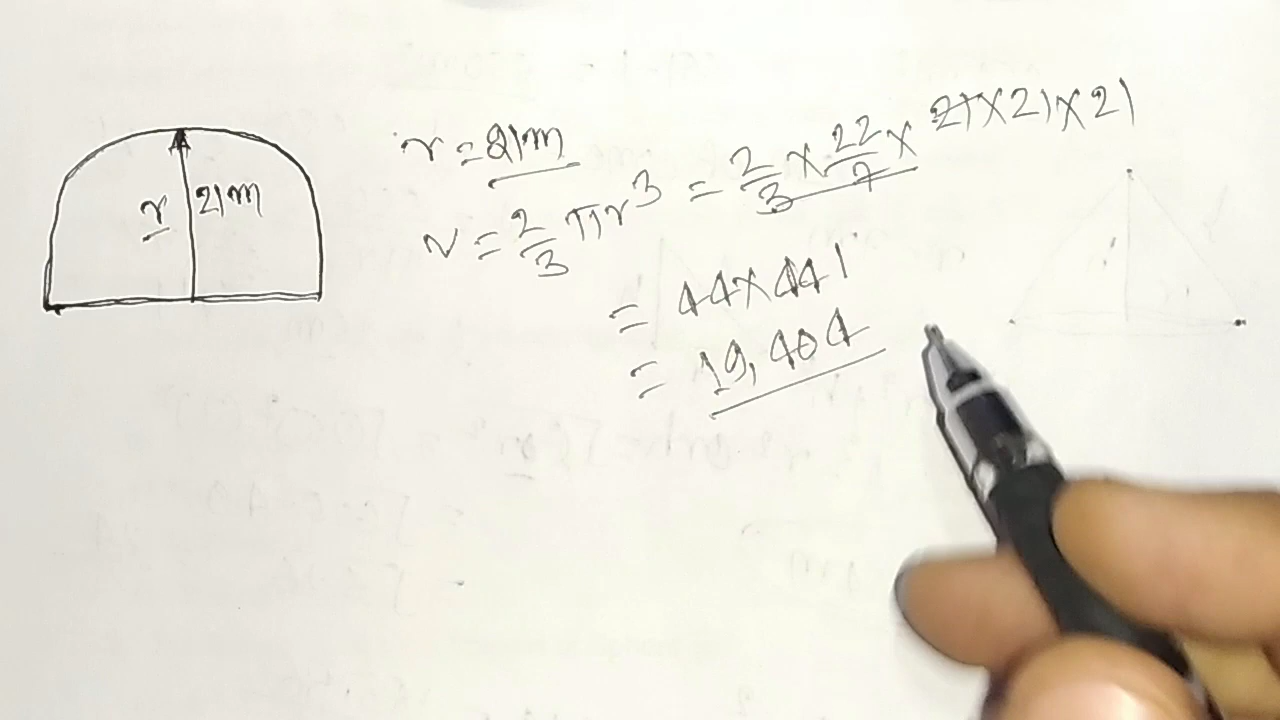 r 21m
r = 21m
v = 2/3 πr³ = 2/3 × 22/7 × 21×21×21
= 44×441
= 19,404